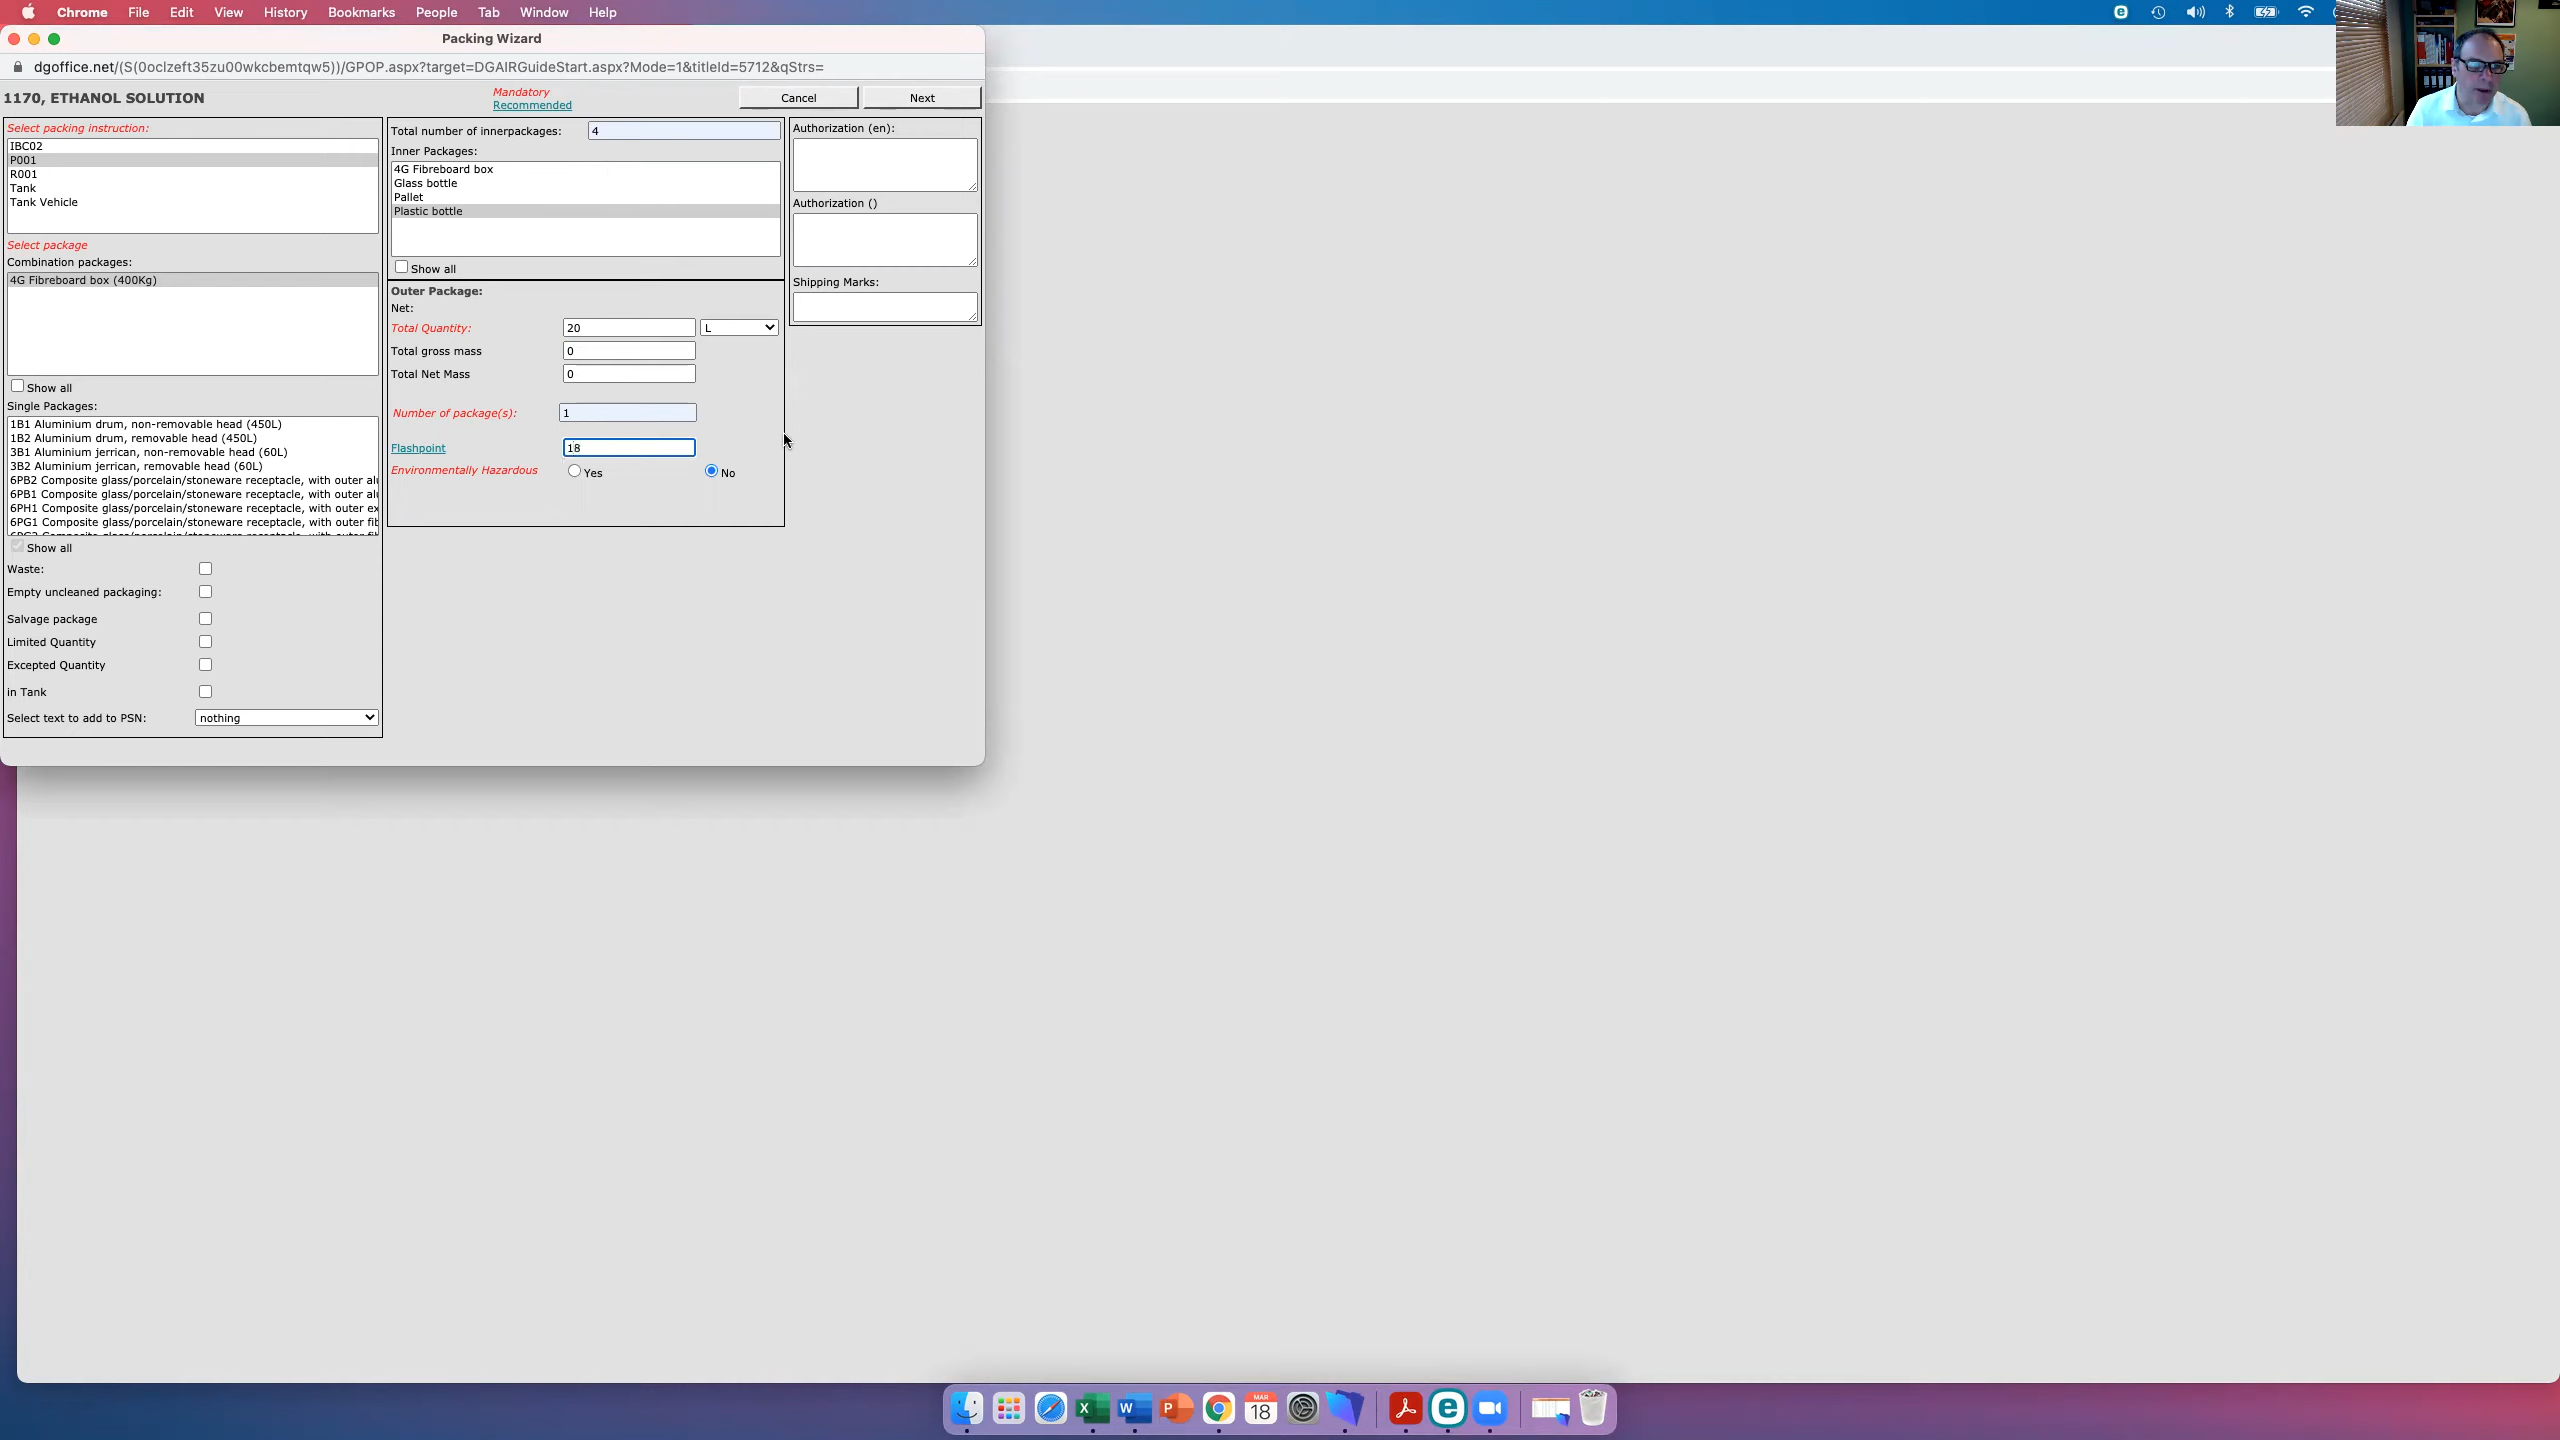 Chrome File Edit View History Bookmarks People Tab Window Help
Packing Wizard
dgoffice.net/(S(0oclzeft35zu00wkcbemtqw5))/GPOP.aspx?target=DGAIRGuideStart.aspx?Mode=1&titleId=5712&qStrs=
1170, ETHANOL SOLUTION
Mandatory
Recommended
Cancel
Next
Select packing instruction:
IBC02
P001
R001
Tank
Tank Vehicle
Select package
Combination packages:
4G Fibreboard box (400Kg)
Show all
Single Packages:
1B1 Aluminium drum, non-removable head (450L)
1B2 Aluminium drum, removable head (450L)
3B1 Aluminium jerrican, non-removable head (60L)
3B2 Aluminium jerrican, removable head (60L)
6PB2 Composite glass/porcelain/stoneware receptacle, with outer al
6PB1 Composite glass/porcelain/stoneware receptacle, with outer al
6PH1 Composite glass/porcelain/stoneware receptacle, with outer ex
6PG1 Composite glass/porcelain/stoneware receptacle, with outer fib
Show all
Waste:
Empty uncleaned packaging:
Salvage package
Limited Quantity
Excepted Quantity
in Tank
Select text to add to PSN: nothing
Total number of innerpackages: 4
Inner Packages:
4G Fibreboard box
Glass bottle
Pallet
Plastic bottle
Show all
Outer Package:
Net:
Total Quantity: 20 L
Total gross mass 0
Total Net Mass 0
Number of package(s): 1
Flashpoint 18
Environmentally Hazardous Yes No
Authorization (en):
Authorization ()
Shipping Marks:
X W P MAR 18 e